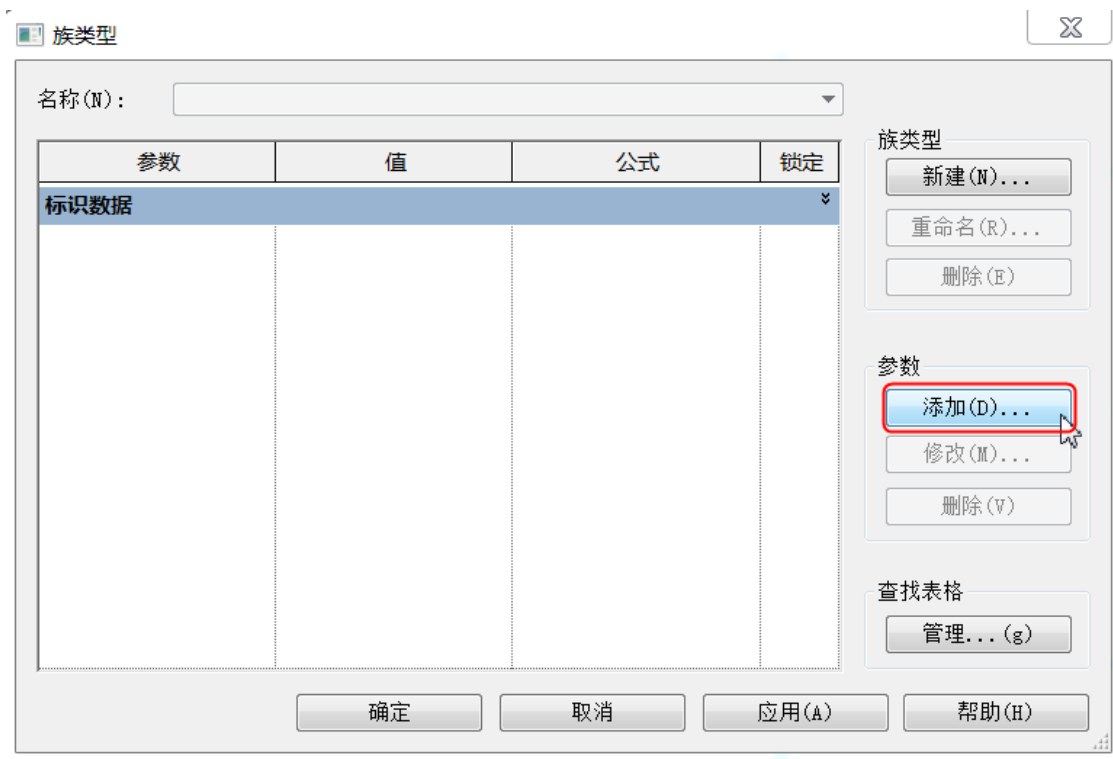 族类型
名称(N):
参数 值 公式 锁定
标识数据
族类型
新建(N)...
重命名(R)...
删除(E)
参数
添加(D)...
修改(M)...
删除(V)
查找表格
管理...(g)
确定 取消 应用(A) 帮助(H)